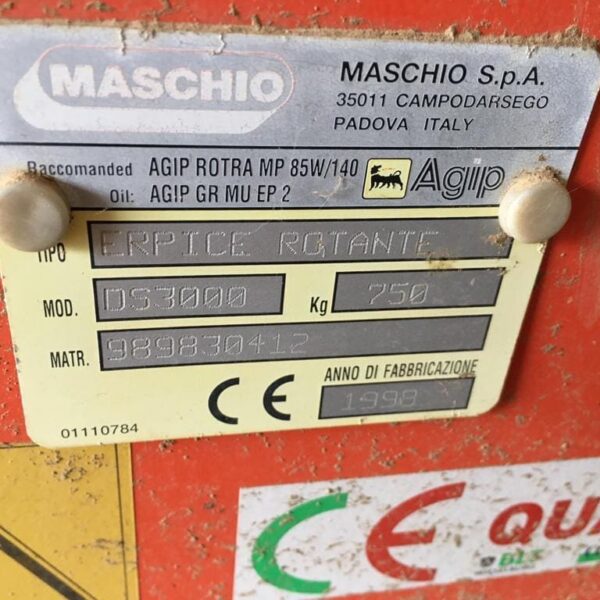 MASCHIO
MASCHIO S.p.A.
35011 CAMPODARSEGO
PADOVA ITALY
Raccomanded AGIP ROTRA MP 85W/140
Oil: AGIP GR MU EP 2
Agip
TIPO ERPICE ROTANTE
MOD. DS3000 Kg 750
MATR. 989830412
ANNO DI FABBRICAZIONE
CE 1998
01110784
CE